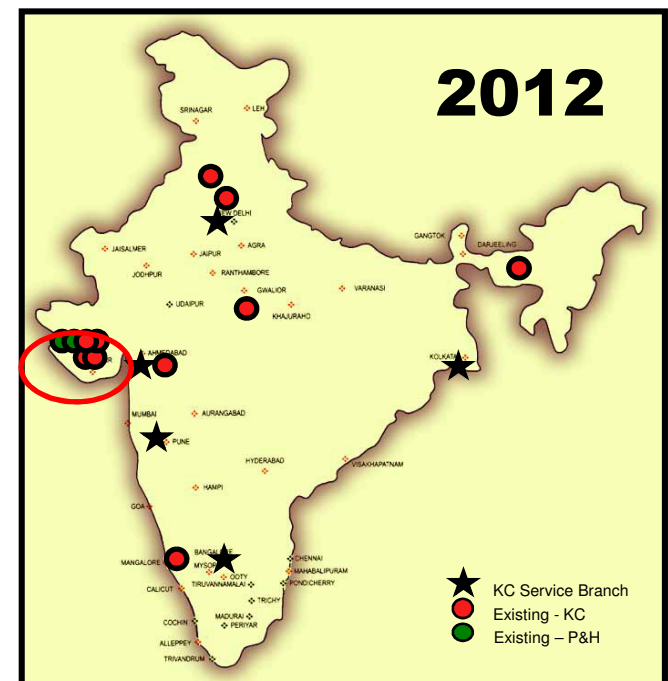 2012
SRINAGAR
LEH
NEW DELHI
GANGTOK
DARJEELING
JAISALMER
AGRA
JAIPUR
JODHPUR
RANTHAMBORE
GWALIOR
VARANASI
UDAIPUR
KHAJURAHO
AHMEDABAD
KOLKATA
MUMBAI
AURANGABAD
PUNE
HYDERABAD
VISAKHAPATNAM
HAMPI
GOA
BANGALORE
MANGALORE
CHENNAI
MYSORE
MAHABALIPURAM
OOTY
PONDICHERRY
CALICUT
TIRUVANNAMALAI
TRICHY
MADURAI
COCHIN
PERIYAR
ALLEPPEY
TRIVANDRUM
KC Service Branch
Existing - KC
Existing – P&H